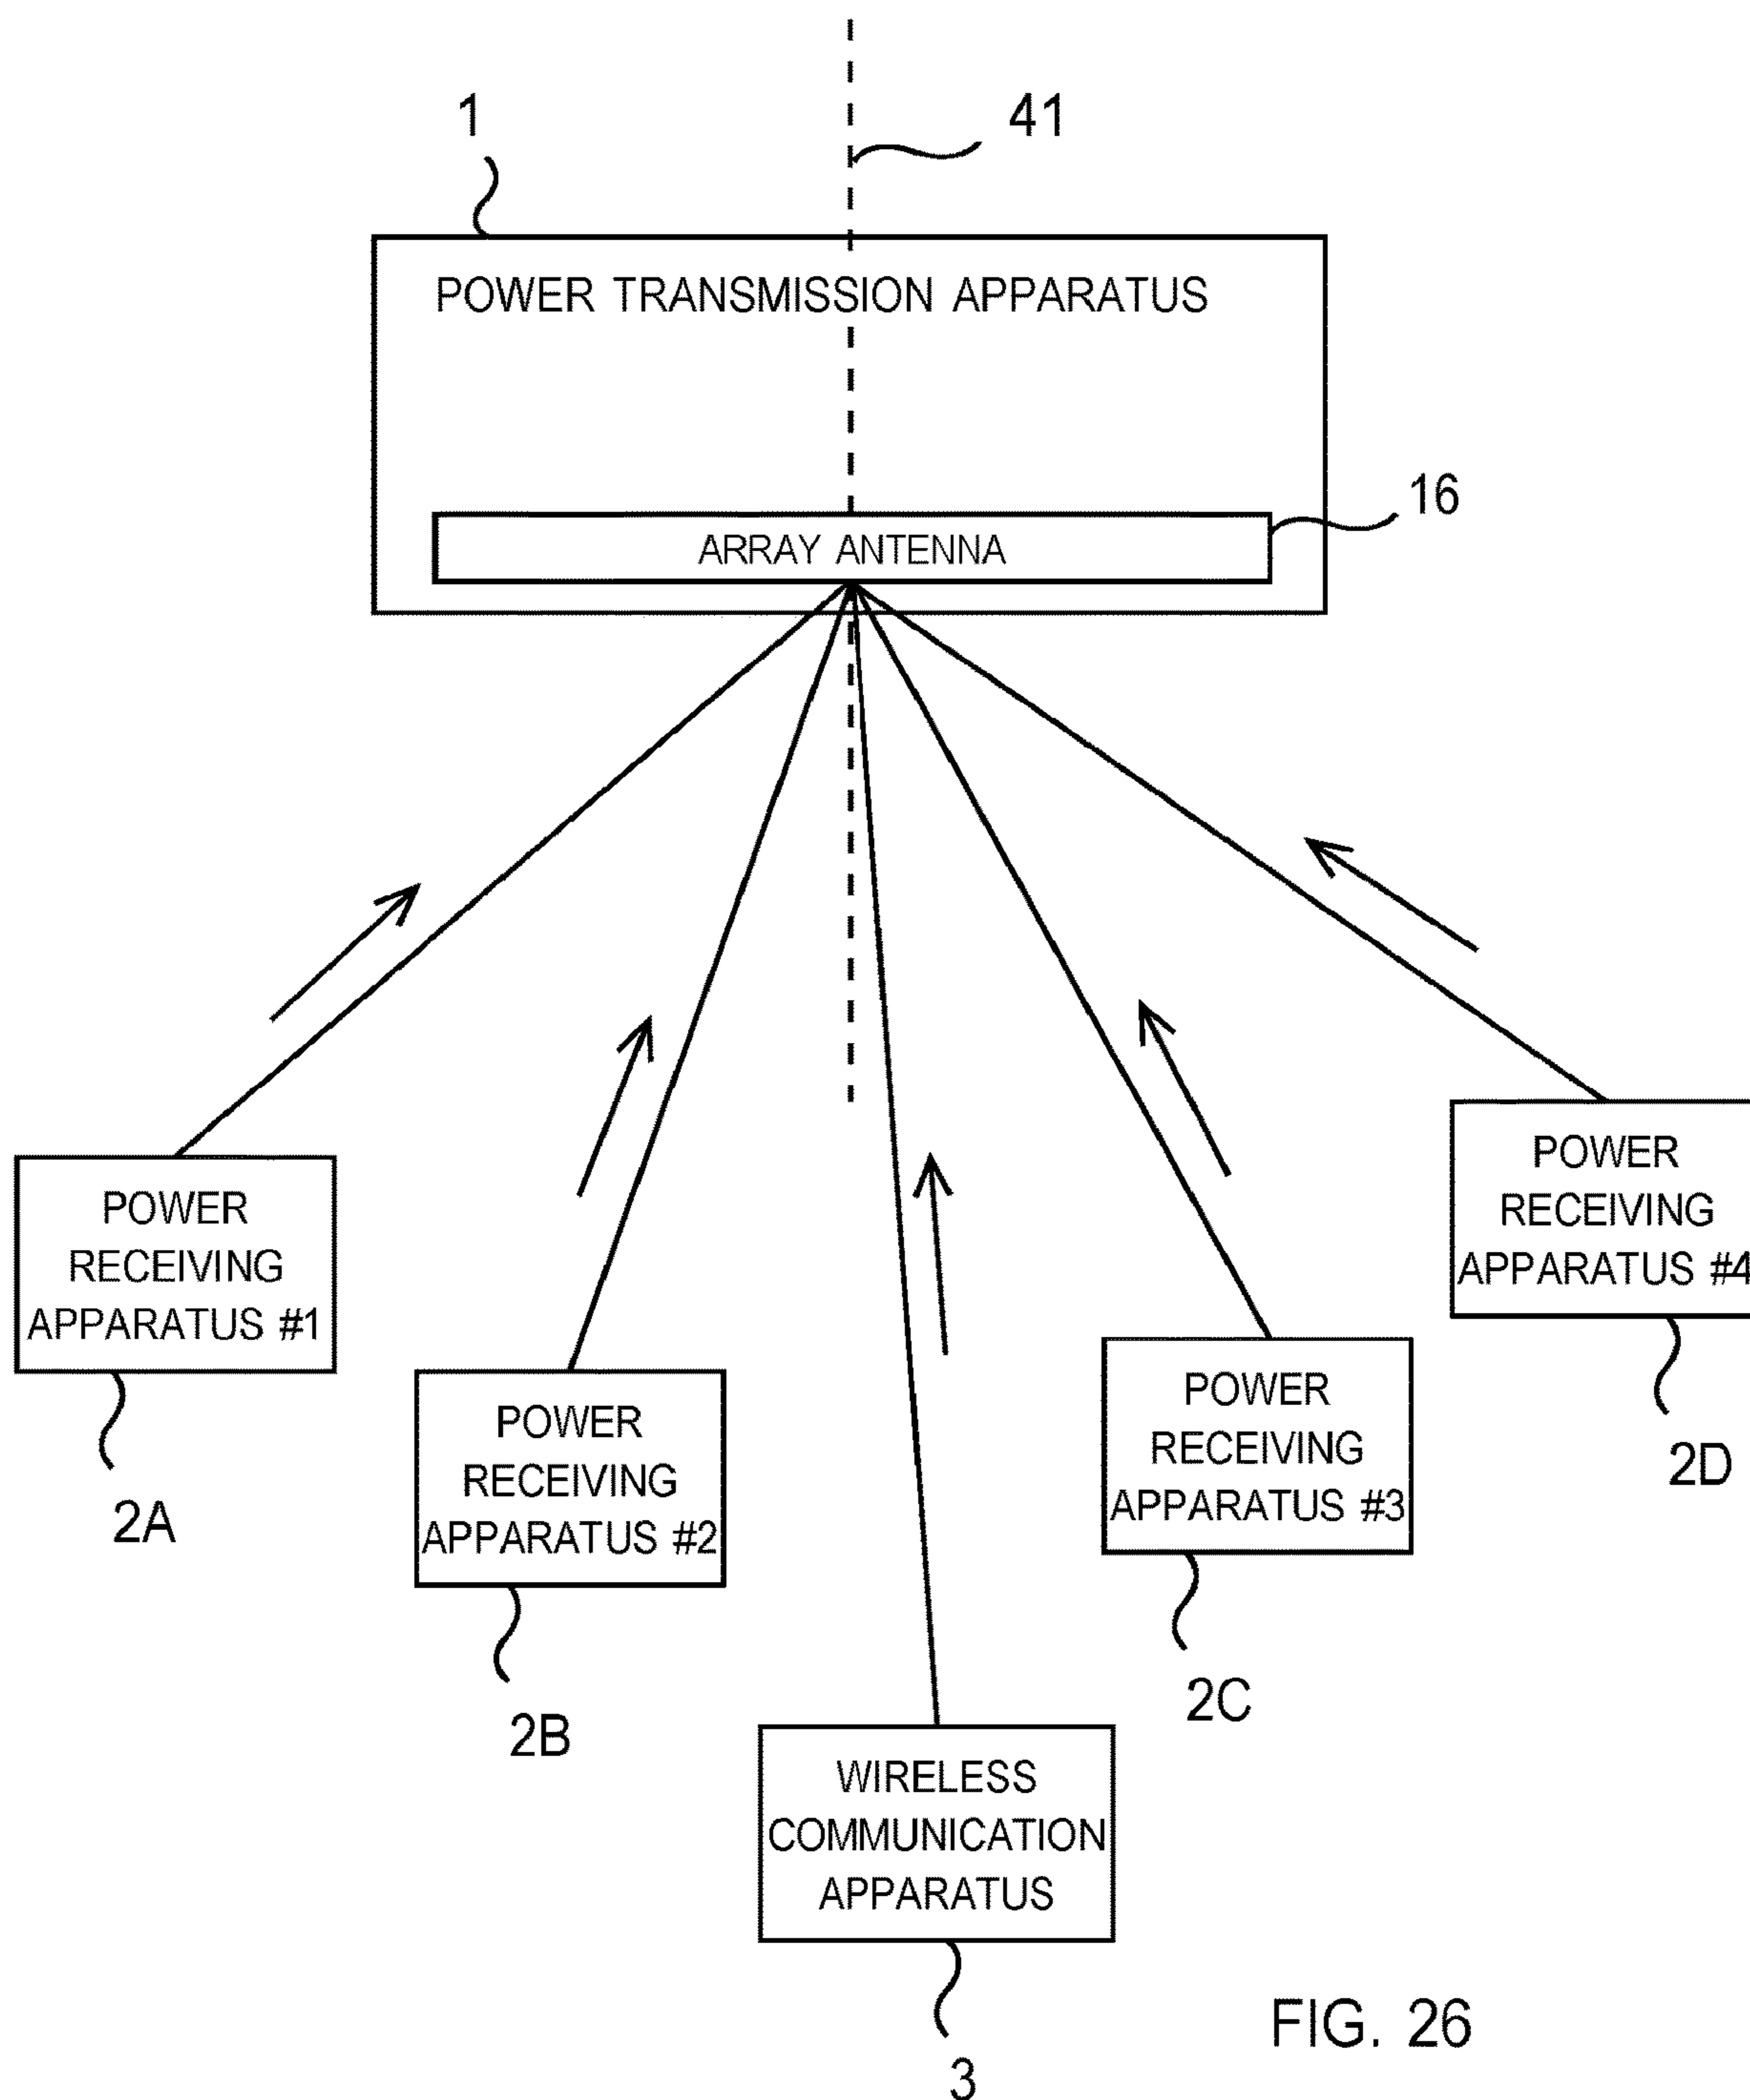 1
41
POWER TRANSMISSION APPARATUS
16
ARRAY ANTENNA
POWER
RECEIVING
APPARATUS #1
2A
POWER
RECEIVING
APPARATUS #2
2B
WIRELESS
COMMUNICATION
APPARATUS
3
POWER
RECEIVING
APPARATUS #3
2C
POWER
RECEIVING
APPARATUS #4
2D
FIG. 26